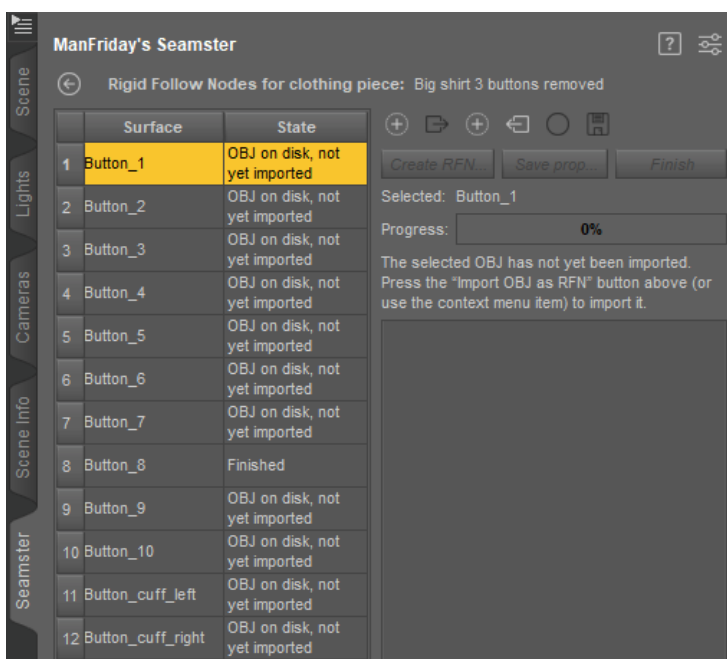 ManFriday's Seamster
?
Rigid Follow Nodes for clothing piece: Big shirt 3 buttons removed
Surface State
1 Button_1 OBJ on disk, not yet imported
2 Button_2 OBJ on disk, not yet imported
3 Button_3 OBJ on disk, not yet imported
4 Button_4 OBJ on disk, not yet imported
5 Button_5 OBJ on disk, not yet imported
6 Button_6 OBJ on disk, not yet imported
7 Button_7 OBJ on disk, not yet imported
8 Button_8 Finished
9 Button_9 OBJ on disk, not yet imported
10 Button_10 OBJ on disk, not yet imported
11 Button_cuff_left OBJ on disk, not yet imported
12 Button_cuff_right OBJ on disk, not yet imported
Create RFN... Save prop... Finish
Selected: Button_1
Progress: 0%
The selected OBJ has not yet been imported.
Press the “Import OBJ as RFN” button above (or
use the context menu item) to import it.
Scene
Lights
Cameras
Scene Info
Seamster